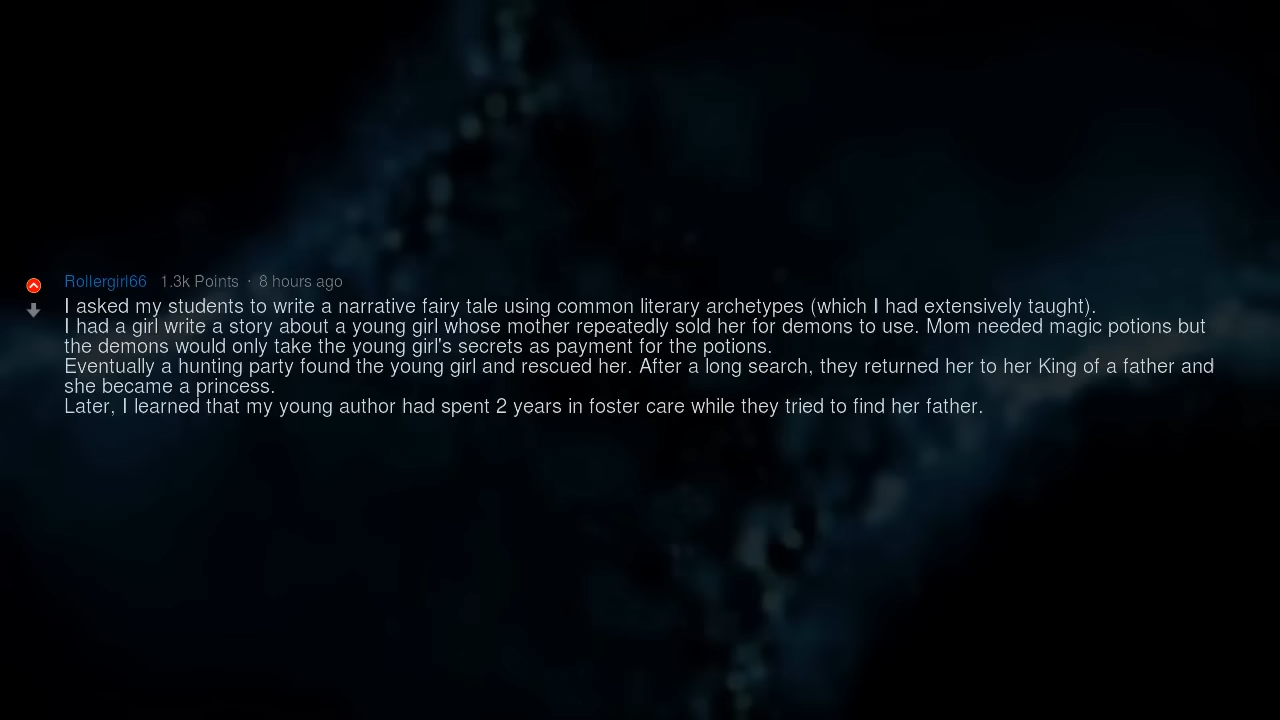 Rollergirl66 1.3k Points · 8 hours ago
I asked my students to write a narrative fairy tale using common literary archetypes (which I had extensively taught).
I had a girl write a story about a young girl whose mother repeatedly sold her for demons to use. Mom needed magic potions but
the demons would only take the young girl's secrets as payment for the potions.
Eventually a hunting party found the young girl and rescued her. After a long search, they returned her to her King of a father and
she became a princess.
Later, I learned that my young author had spent 2 years in foster care while they tried to find her father.